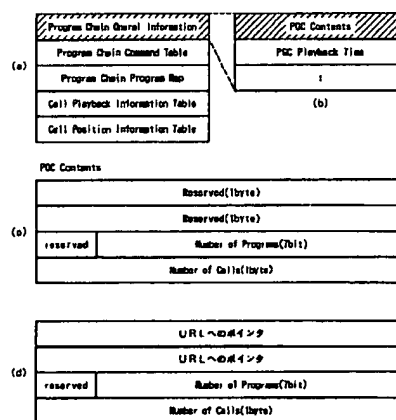 Program Chain General Information
Program Chain Command Table
Program Chain Program Map
Cell Playback Information Table
Cell Position Information Table
(a)
PGC Contents
PGC Playback Time
:
(b)
PGC Contents
(c)
Reserved(1byte)
Reserved(1byte)
reserved
Number of Programs(7bit)
Number of Cells(1byte)
(d)
URLへのポインタ
URLへのポインタ
reserved
Number of Programs(7bit)
Number of Cells(1byte)